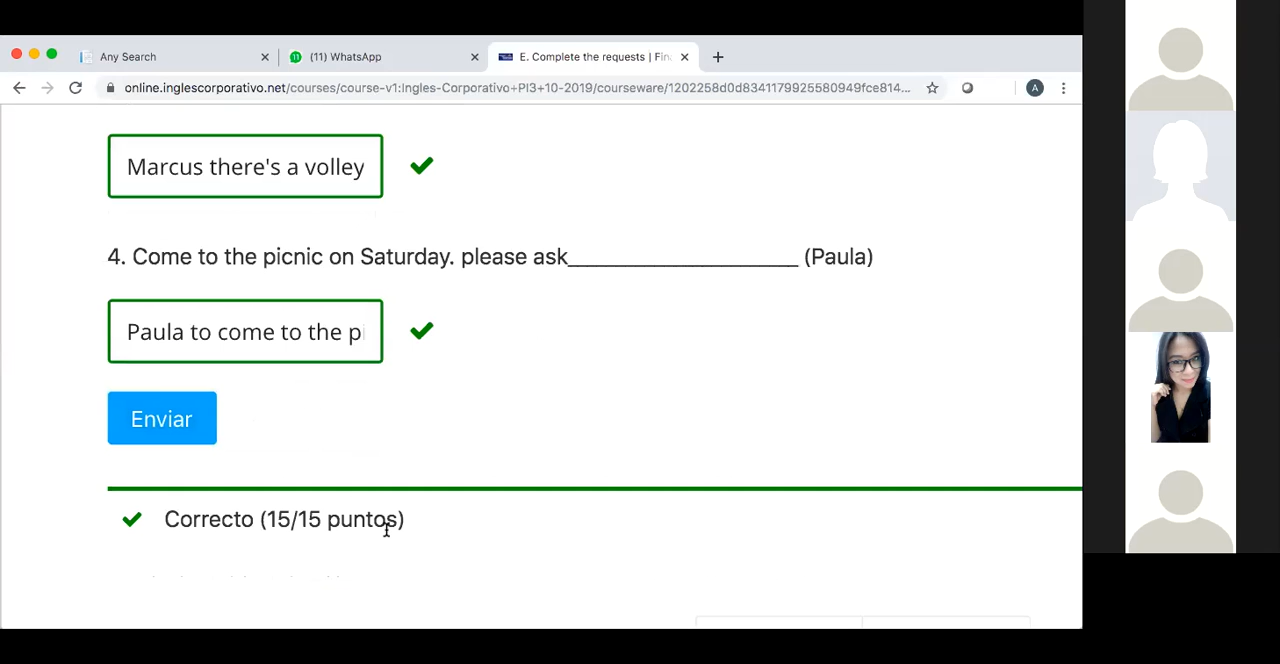 Any Search
(11) WhatsApp
E. Complete the requests | Fin
online.inglescorporativo.net/courses/course-v1:Ingles-Corporativo+PI3+10-2019/courseware/1202258d0d8341179925580949fce814...
A
Marcus there's a volley
4. Come to the picnic on Saturday. please ask____________________ (Paula)
Paula to come to the pi
Enviar
Correcto (15/15 puntos)